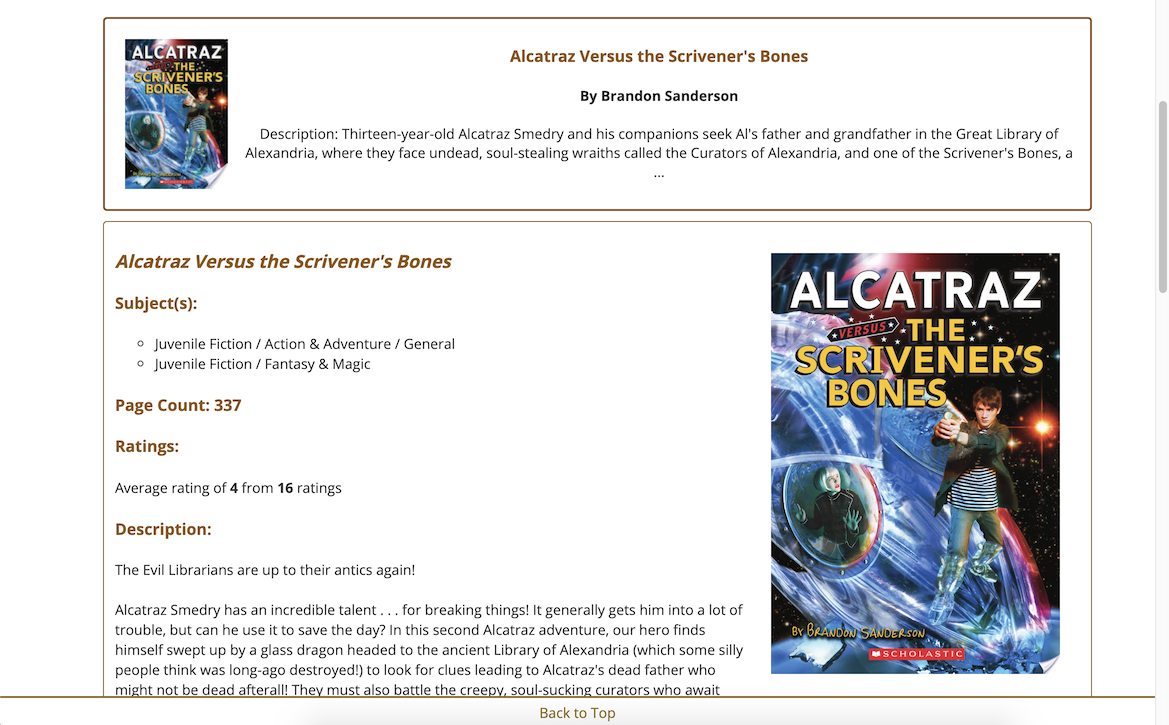 ALCATRAZ
THE
SCRIVENER'S
BONES
Alcatraz Versus the Scrivener's Bones
By Brandon Sanderson
Description: Thirteen-year-old Alcatraz Smedry and his companions seek Al's father and grandfather in the Great Library of
Alexandria, where they face undead, soul-stealing wraiths called the Curators of Alexandria, and one of the Scrivener's Bones, a
...
Alcatraz Versus the Scrivener's Bones
Subject(s):
Juvenile Fiction / Action & Adventure / General
Juvenile Fiction / Fantasy & Magic
Page Count: 337
Ratings:
Average rating of 4 from 16 ratings
Description:
The Evil Librarians are up to their antics again!
Alcatraz Smedry has an incredible talent . . . for breaking things! It generally gets him into a lot of
trouble, but can he use it to save the day? In this second Alcatraz adventure, our hero finds
himself swept up by a glass dragon headed to the ancient Library of Alexandria (which some silly
people think was long-ago destroyed!) to look for clues leading to Alcatraz's dead father who
might not be dead afterall! They must also battle the creepy, soul-sucking curators who await
ALCATRAZ
VERSUS THE
SCRIVENER'S
BONES
BY BRANDON SANDERSON
SCHOLASTIC
Back to Top